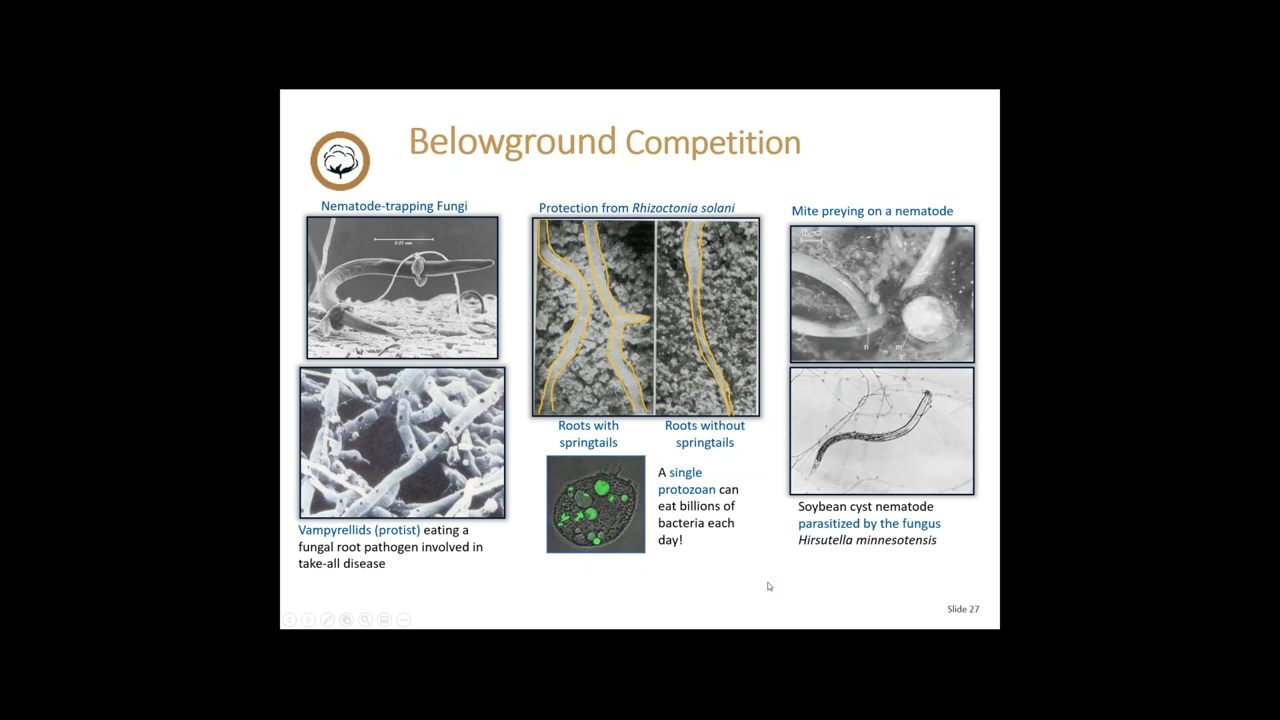 Belowground Competition
Nematode-trapping Fungi
Protection from Rhizoctonia solani
Mite preying on a nematode
n
m
Roots with
springtails
Roots without
springtails
A single
protozoan can
eat billions of
bacteria each
day!
Vampyrellids (protist) eating a
fungal root pathogen involved in
take-all disease
Soybean cyst nematode
parasitized by the fungus
Hirsutella minnesotensis
Slide 27